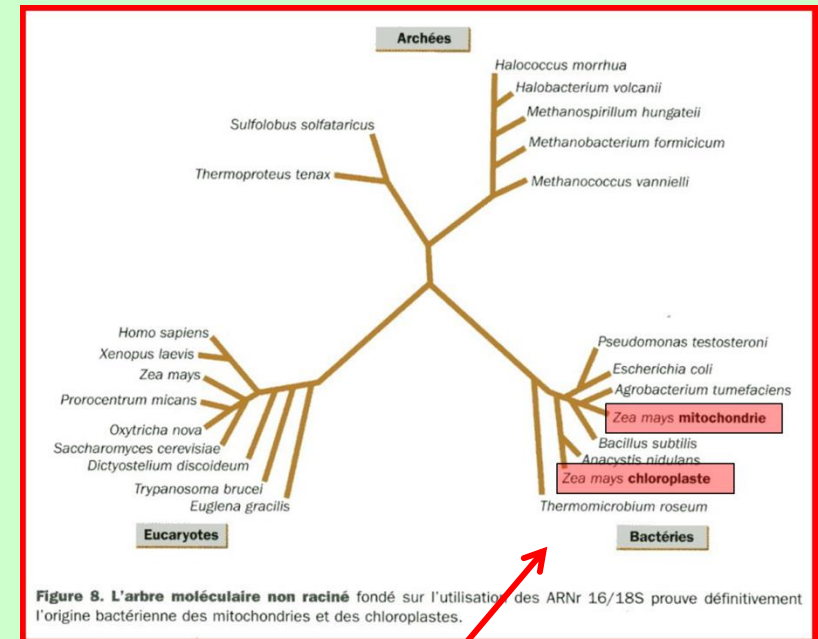 Archées
Halococcus morrhua
Halobacterium volcanii
Methanospirillum hungateii
Methanobacterium formicicum
Methanococcus vannielli
Sulfolobus solfataricus
Thermoproteus tenax
Homo sapiens
Xenopus laevis
Zea mays
Prorocentrum micans
Oxytricha nova
Saccharomyces cerevisiae
Dictyostelium discoideum
Trypanosoma brucei
Euglena gracilis
Eucaryotes
Pseudomonas testosteroni
Escherichia coli
Agrobacterium tumefaciens
Zea mays mitochondrie
Bacillus subtilis
Anacystis nidulans
Zea mays chloroplaste
Thermomicrobium roseum
Bactéries
Figure 8. L'arbre moléculaire non raciné fondé sur l'utilisation des ARNr 16/18S prouve définitivement
l'origine bactérienne des mitochondries et des chloroplastes.